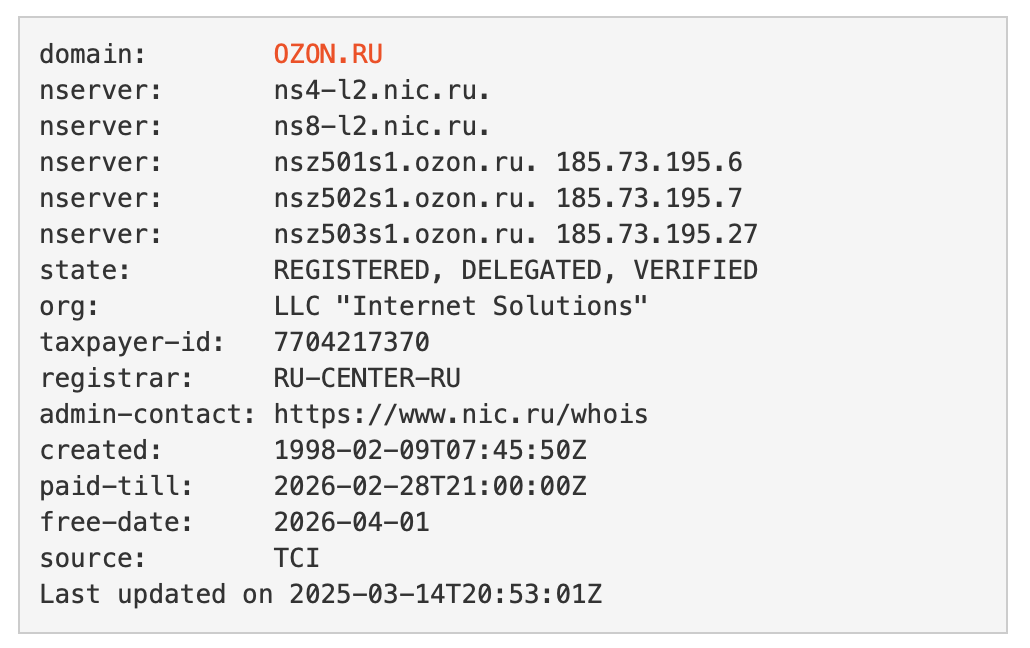 domain: OZON.RU
nserver: ns4-l2.nic.ru.
nserver: ns8-l2.nic.ru.
nserver: nsz501s1.ozon.ru. 185.73.195.6
nserver: nsz502s1.ozon.ru. 185.73.195.7
nserver: nsz503s1.ozon.ru. 185.73.195.27
state: REGISTERED, DELEGATED, VERIFIED
org: LLC "Internet Solutions"
taxpayer-id: 7704217370
registrar: RU-CENTER-RU
admin-contact: https://www.nic.ru/whois
created: 1998-02-09T07:45:50Z
paid-till: 2026-02-28T21:00:00Z
free-date: 2026-04-01
source: TCI
Last updated on 2025-03-14T20:53:01Z